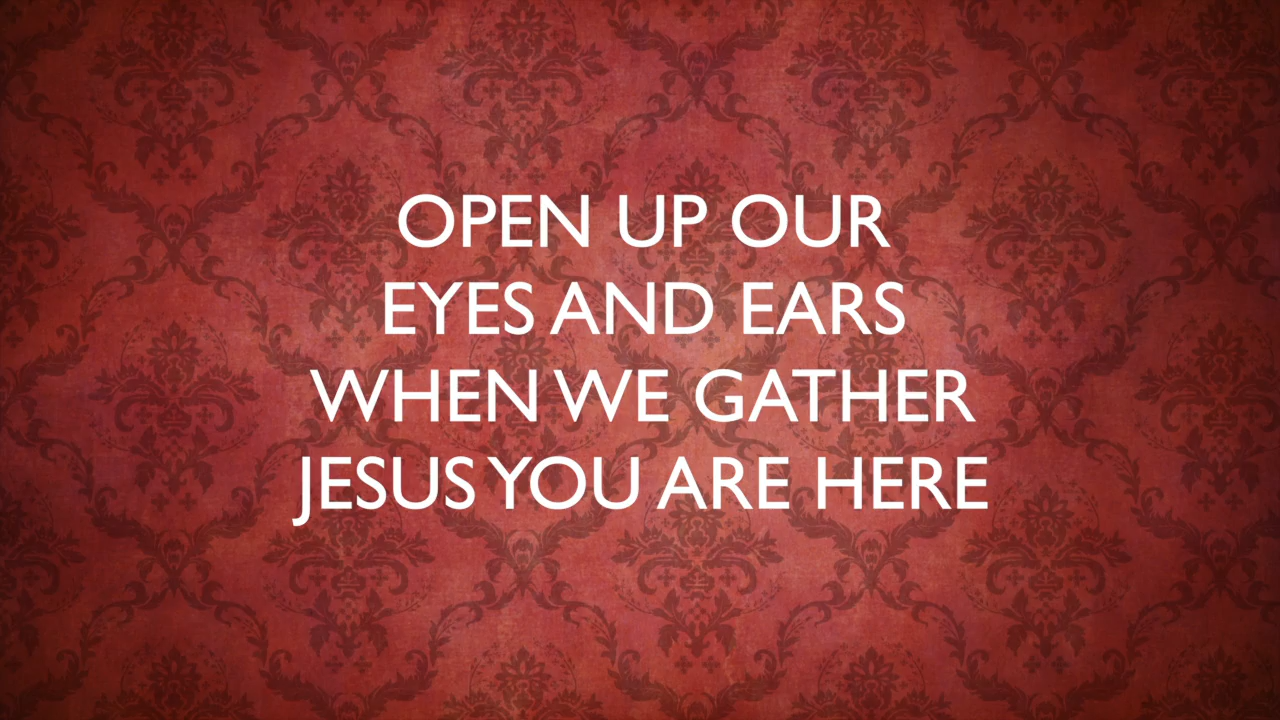 OPEN UP OUR
EYES AND EARS
WHEN WE GATHER
JESUS YOU ARE HERE